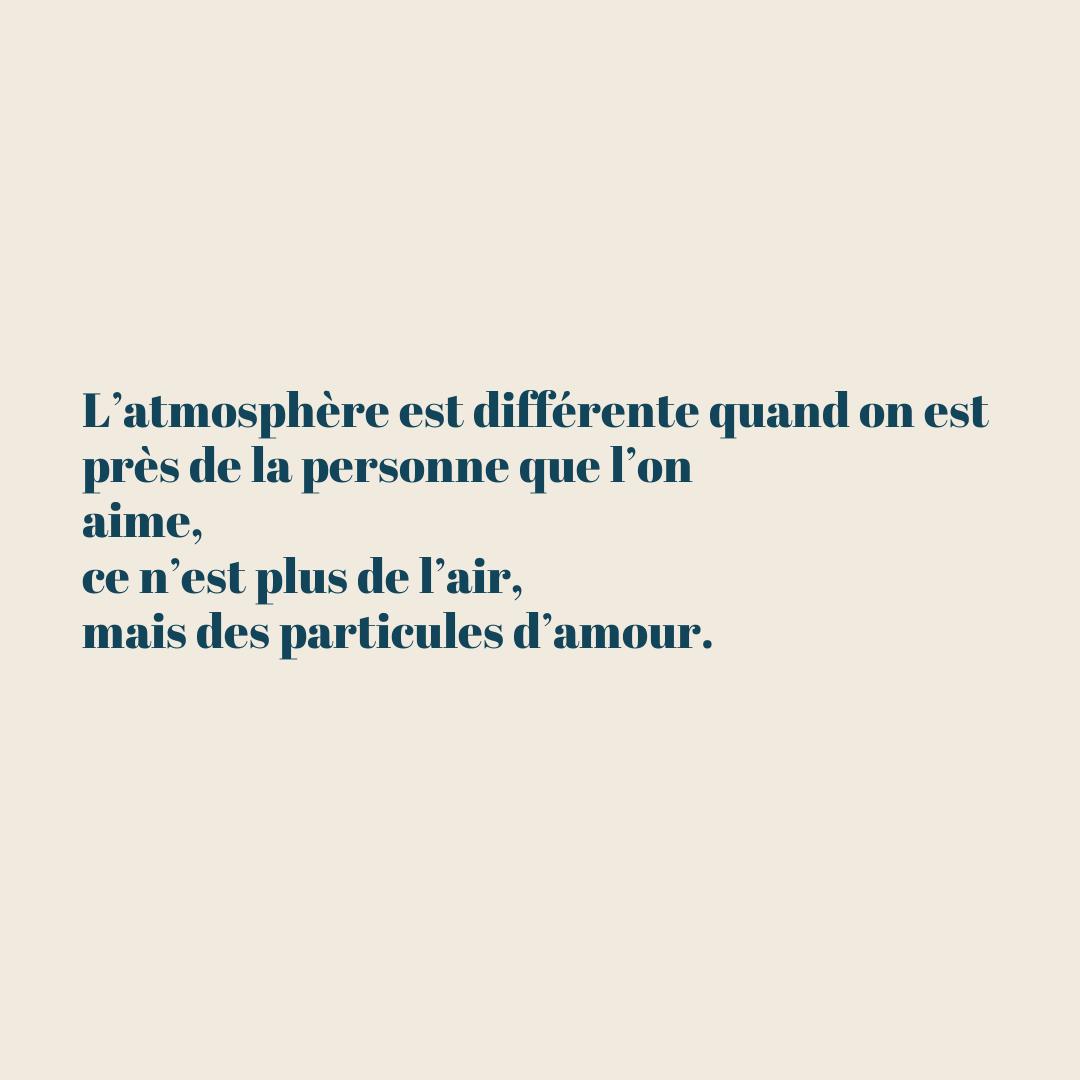 L’atmosphère est différente quand on est
près de la personne que l’on
aime,
ce n’est plus de l’air,
mais des particules d’amour.